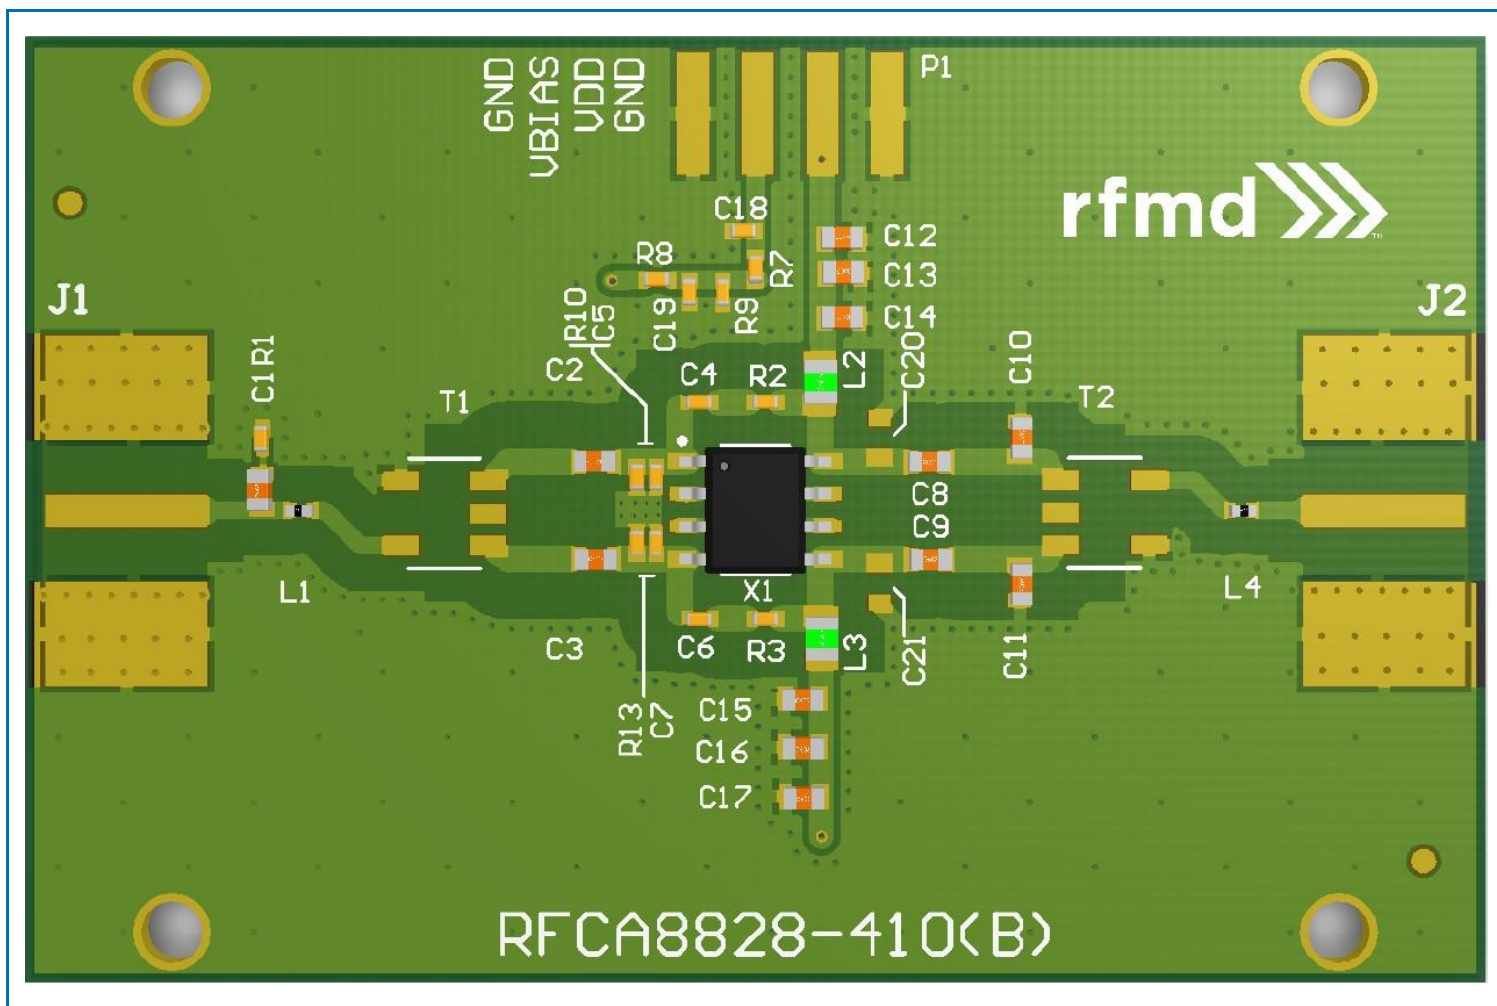 GND
VBIAS
VDD
GND
P1
rfmd
™
C18
C12
R8
R7
C13
J1
C19
R9
C14
J2
R10
C5
C1
R1
C2
C4
R2
L2
C20
C10
T1
T2
C8
C9
L1
X1
L4
C3
C6
R3
L3
C21
C11
R13
C7
C15
C16
C17
RFCA8828-410(B)